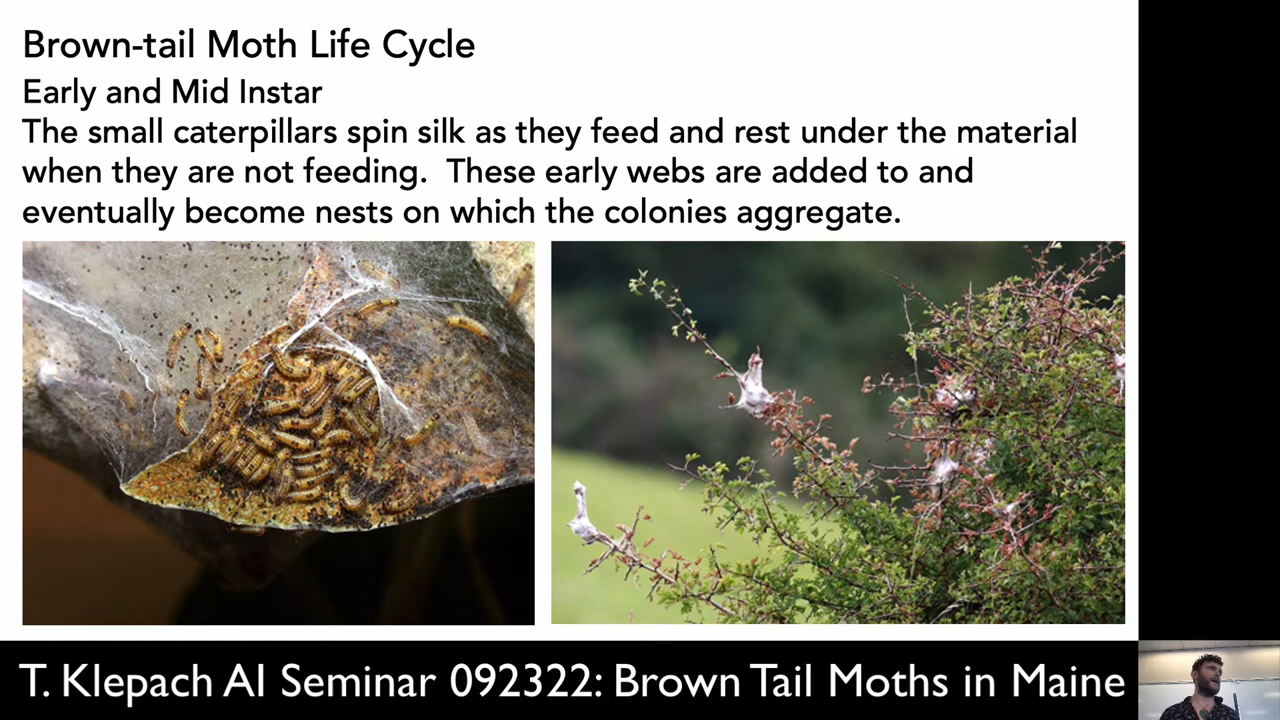 Brown-tail Moth Life Cycle
Early and Mid Instar
The small caterpillars spin silk as they feed and rest under the material
when they are not feeding.  These early webs are added to and
eventually become nests on which the colonies aggregate.
T. Klepach AI Seminar 092322: Brown Tail Moths in Maine